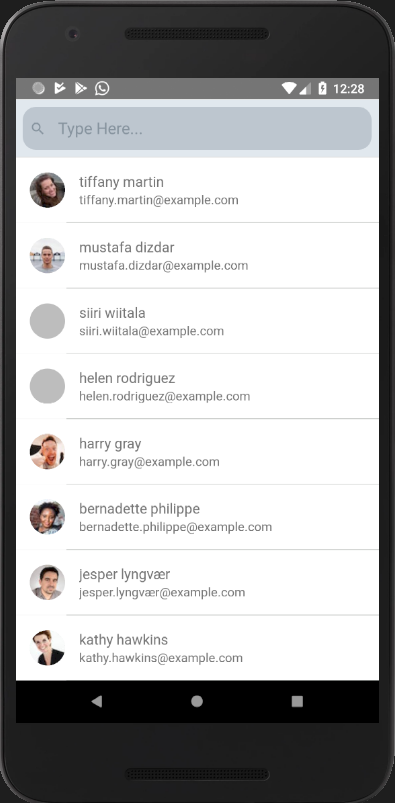 12:28
Type Here...
tiffany martin
tiffany.martin@example.com
mustafa dizdar
mustafa.dizdar@example.com
siiri wiitala
siiri.wiitala@example.com
helen rodriguez
helen.rodriguez@example.com
harry gray
harry.gray@example.com
bernadette philippe
bernadette.philippe@example.com
jesper lyngvær
jesper.lyngvær@example.com
kathy hawkins
kathy.hawkins@example.com